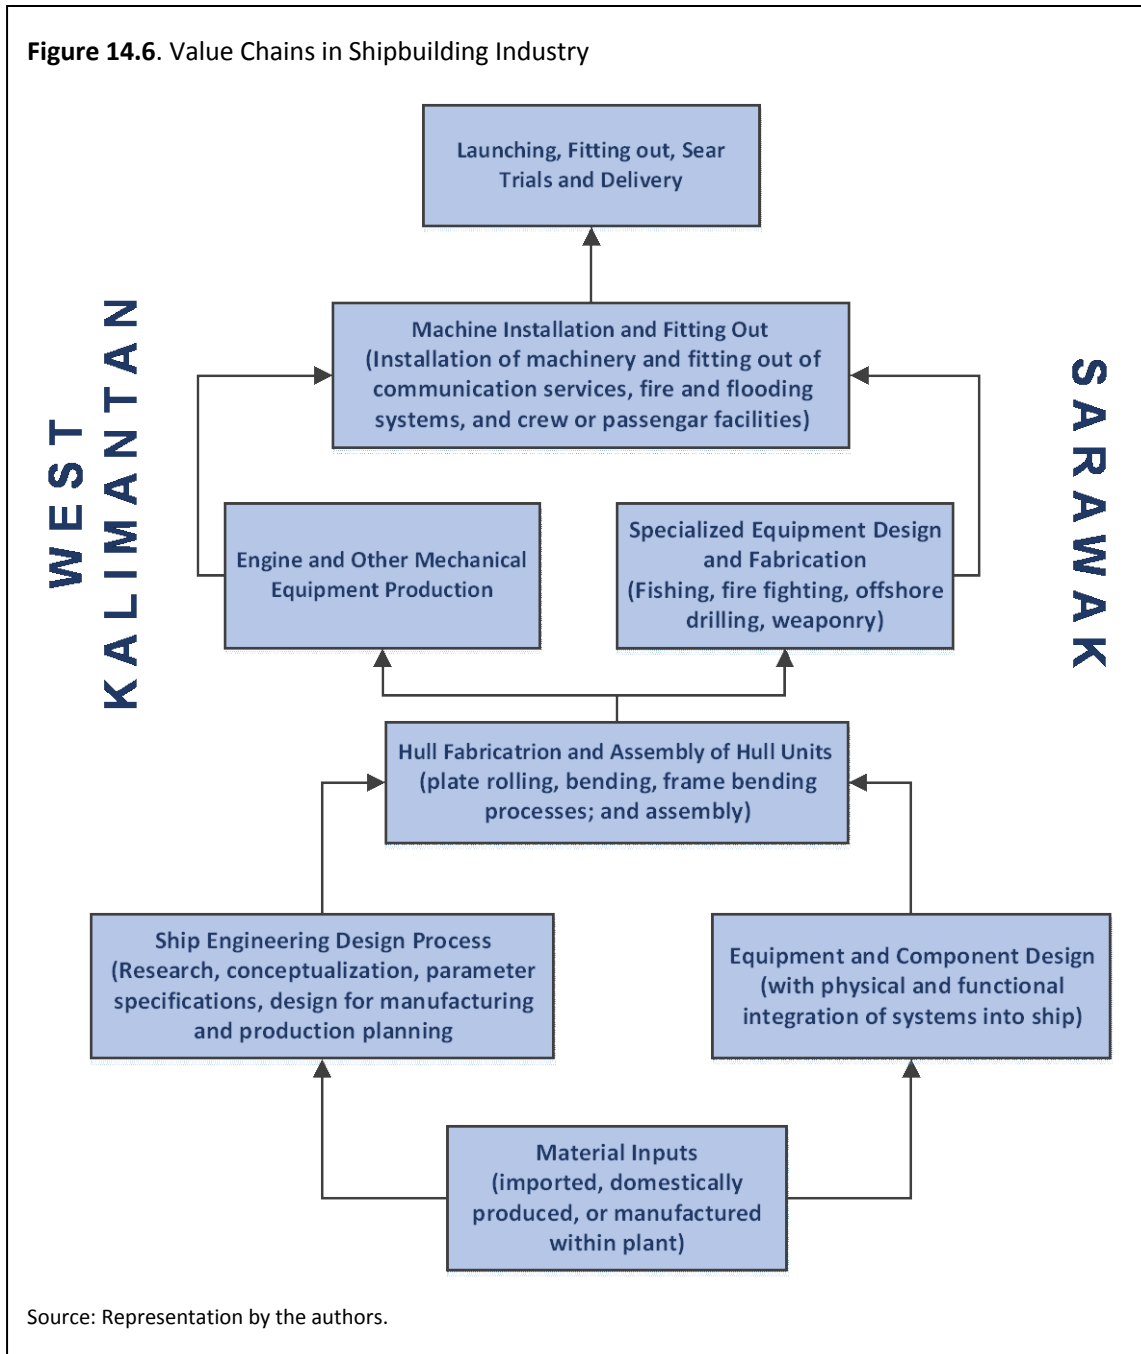 Figure 14.6. Value Chains in Shipbuilding Industry
Launching, Fitting out, Sear
Trials and Delivery
WEST
KALIMANTAN
SARAWAK
Machine Installation and Fitting Out
(Installation of machinery and fitting out of
communication services, fire and flooding
systems, and crew or passengar facilities)
Engine and Other Mechanical
Equipment Production
Specialized Equipment Design
and Fabrication
(Fishing, fire fighting, offshore
drilling, weaponry)
Hull Fabricatrion and Assembly of Hull Units
(plate rolling, bending, frame bending
processes; and assembly)
Ship Engineering Design Process
(Research, conceptualization, parameter
specifications, design for manufacturing
and production planning
Equipment and Component Design
(with physical and functional
integration of systems into ship)
Material Inputs
(imported, domestically
produced, or manufactured
within plant)
Source: Representation by the authors.